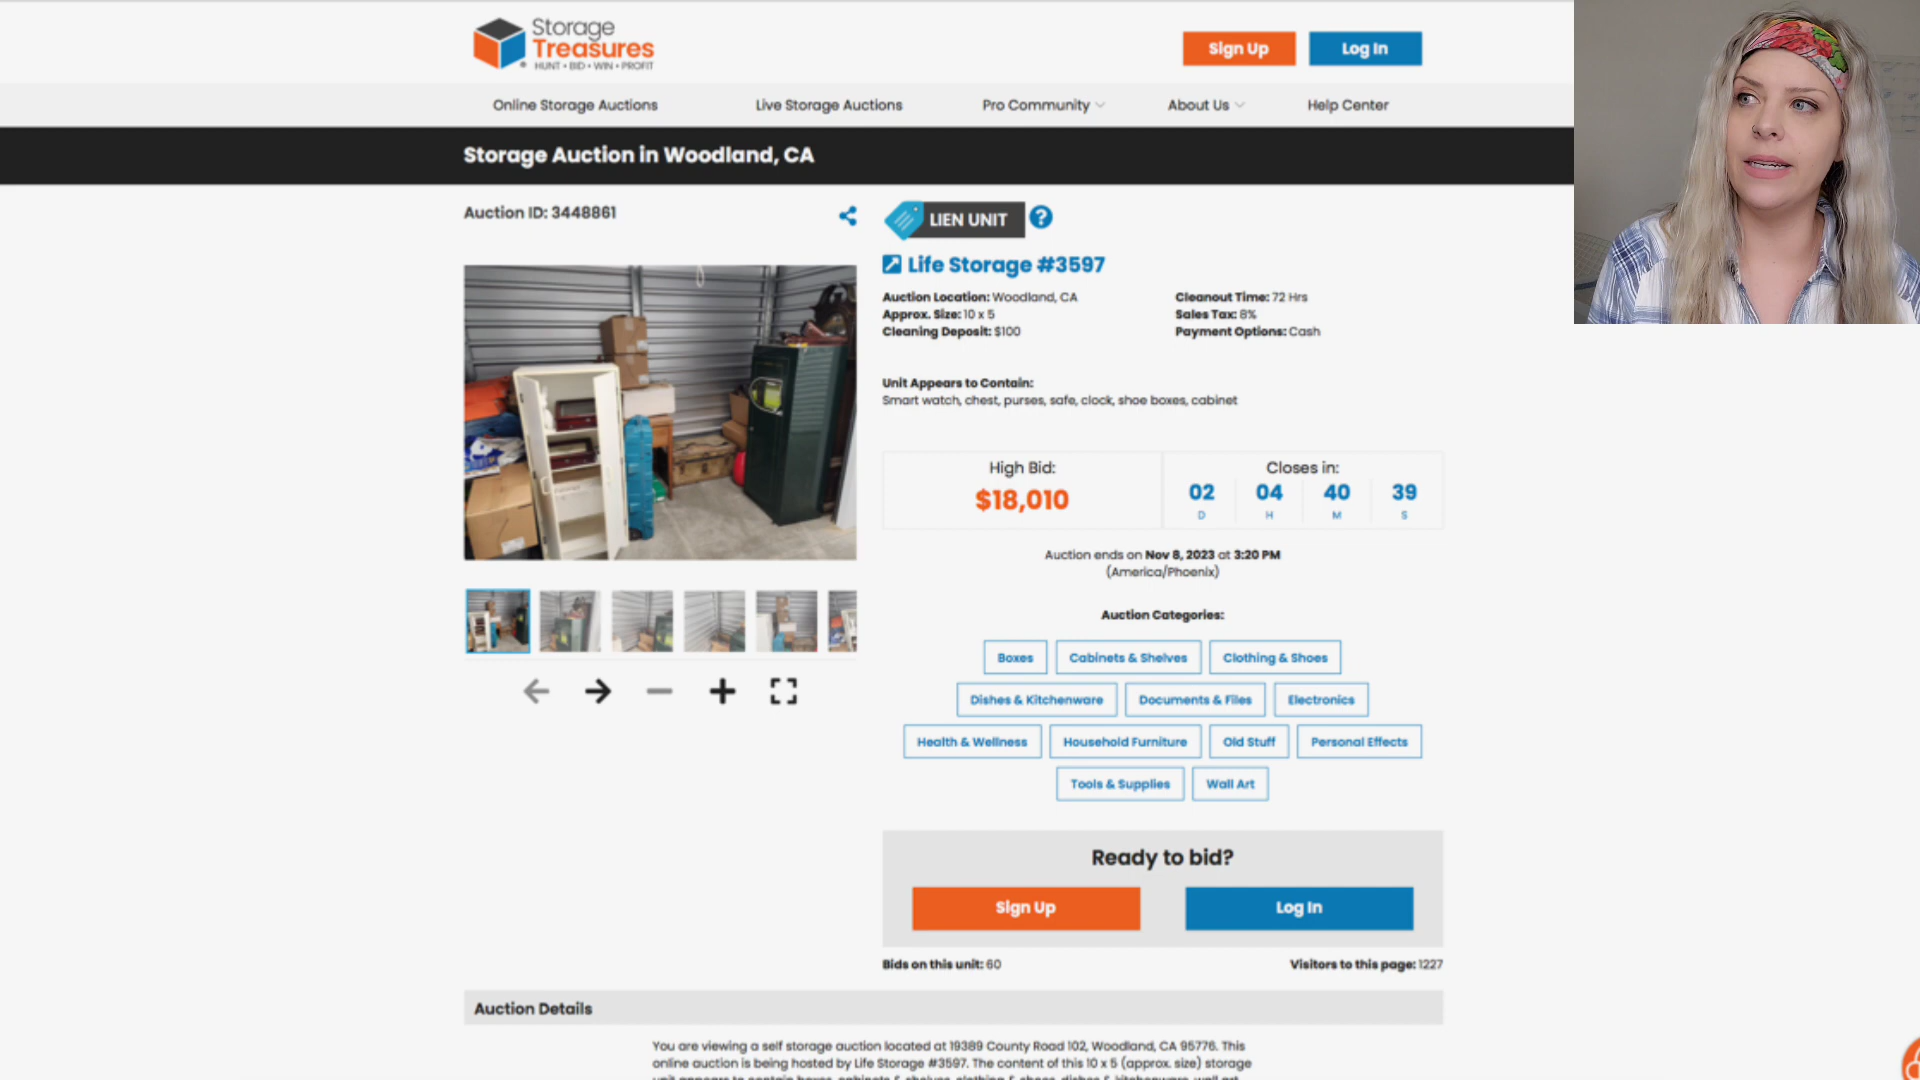 Storage
Treasures
HUNT • BID • WIN • PROFIT
Sign Up
Log In
Online Storage Auctions
Live Storage Auctions
Pro Community
About Us
Help Center
Storage Auction in Woodland, CA
Auction ID: 3448861
LIEN UNIT
?
Life Storage #3597
Auction Location: Woodland, CA
Approx. Size: 10 x 5
Cleaning Deposit: $100
Cleanout Time: 72 Hrs
Sales Tax: 8%
Payment Options: Cash
Unit Appears to Contain:
Smart watch, chest, purses, safe, clock, shoe boxes, cabinet
High Bid:
$18,010
Closes in:
02 04 40 39
D H M S
Auction ends on Nov 8, 2023 at 3:20 PM
(America/Phoenix)
Auction Categories:
Boxes
Cabinets & Shelves
Clothing & Shoes
Dishes & Kitchenware
Documents & Files
Electronics
Health & Wellness
Household Furniture
Old Stuff
Personal Effects
Tools & Supplies
Wall Art
Ready to bid?
Sign Up
Log In
Bids on this unit: 60
Visitors to this page: 1227
Auction Details
You are viewing a self storage auction located at 19389 County Road 102, Woodland, CA 95776. This
online auction is being hosted by Life Storage #3597. The content of this 10 x 5 (approx. size) storage